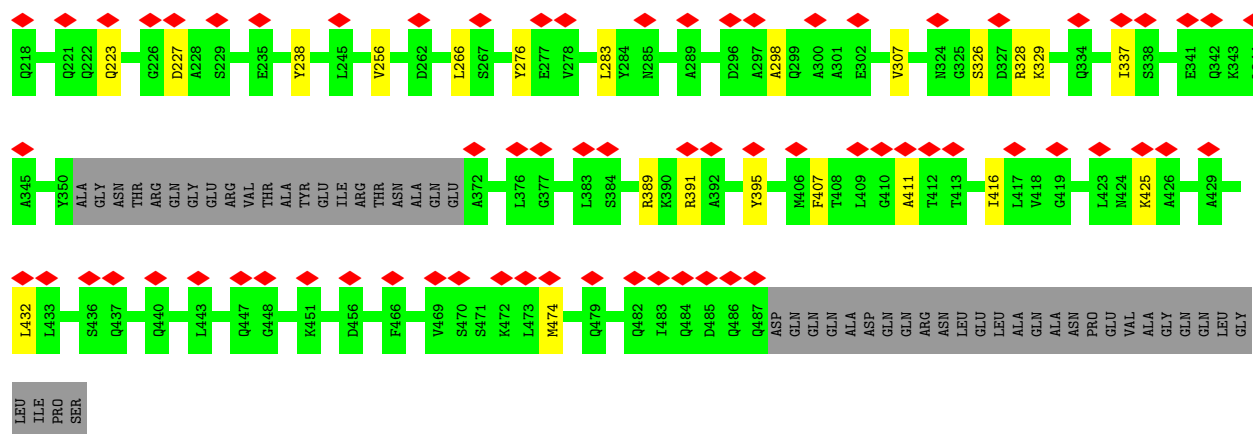 Q218 Q221 Q222 Q223 G226 D227 A228 S229 E235 Y238 L245 V256 D262 L266 S267 Y276 E277 V278 L283 Y284 N285 A289 D296 A297 A298 Q299 A300 A301 E302 V307 N324 G325 S326 D327 R328 K329 Q334 I337 S338 E341 Q342 K343
A345 Y350 ALA GLY ASN THR ARG GLN GLY GLU ARG VAL THR ALA TYR GLU ILE ARG THR ASN ALA GLN GLU A372 L376 G377 L383 S384 R389 K390 R391 A392 Y395 M406 F407 T408 L409 G410 A411 T412 T413 I416 L417 V418 G419 L423 N424 K425 A426 A429
L432 L433 S436 Q437 Q440 L443 Q447 G448 K451 D456 F466 V469 S470 S471 K472 L473 M474 Q479 Q482 I483 Q484 D485 Q486 Q487 ASP GLN GLN GLN ALA ASP GLN GLN ARG ASN LEU GLU LEU ALA GLN ALA ASN PRO GLU VAL ALA GLY GLN GLN LEU GLY
LEU ILE PRO SER